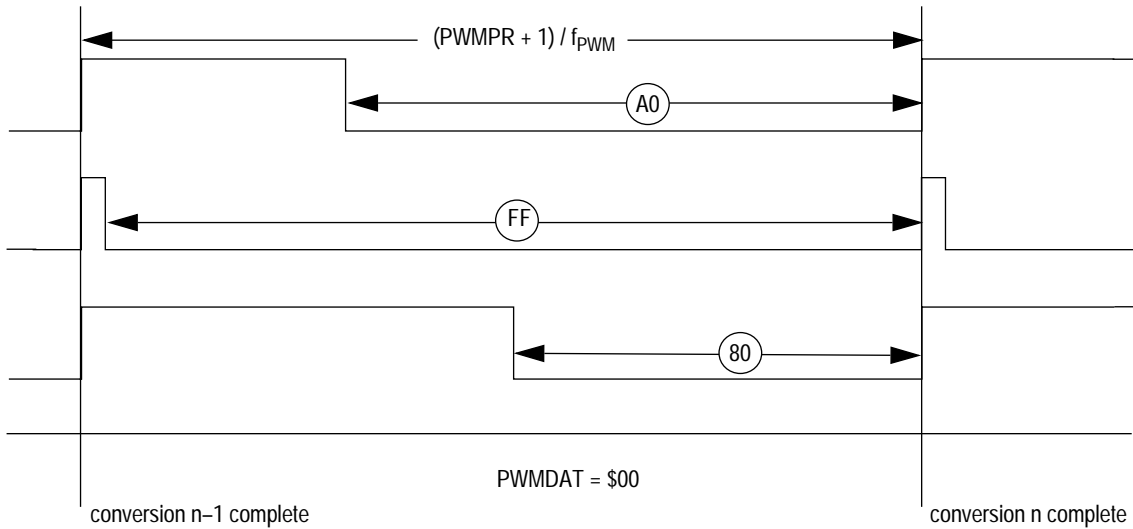 (PWMPR + 1) / fPWM
A0
FF
80
PWMDAT = $00
conversion n–1 complete
conversion n complete